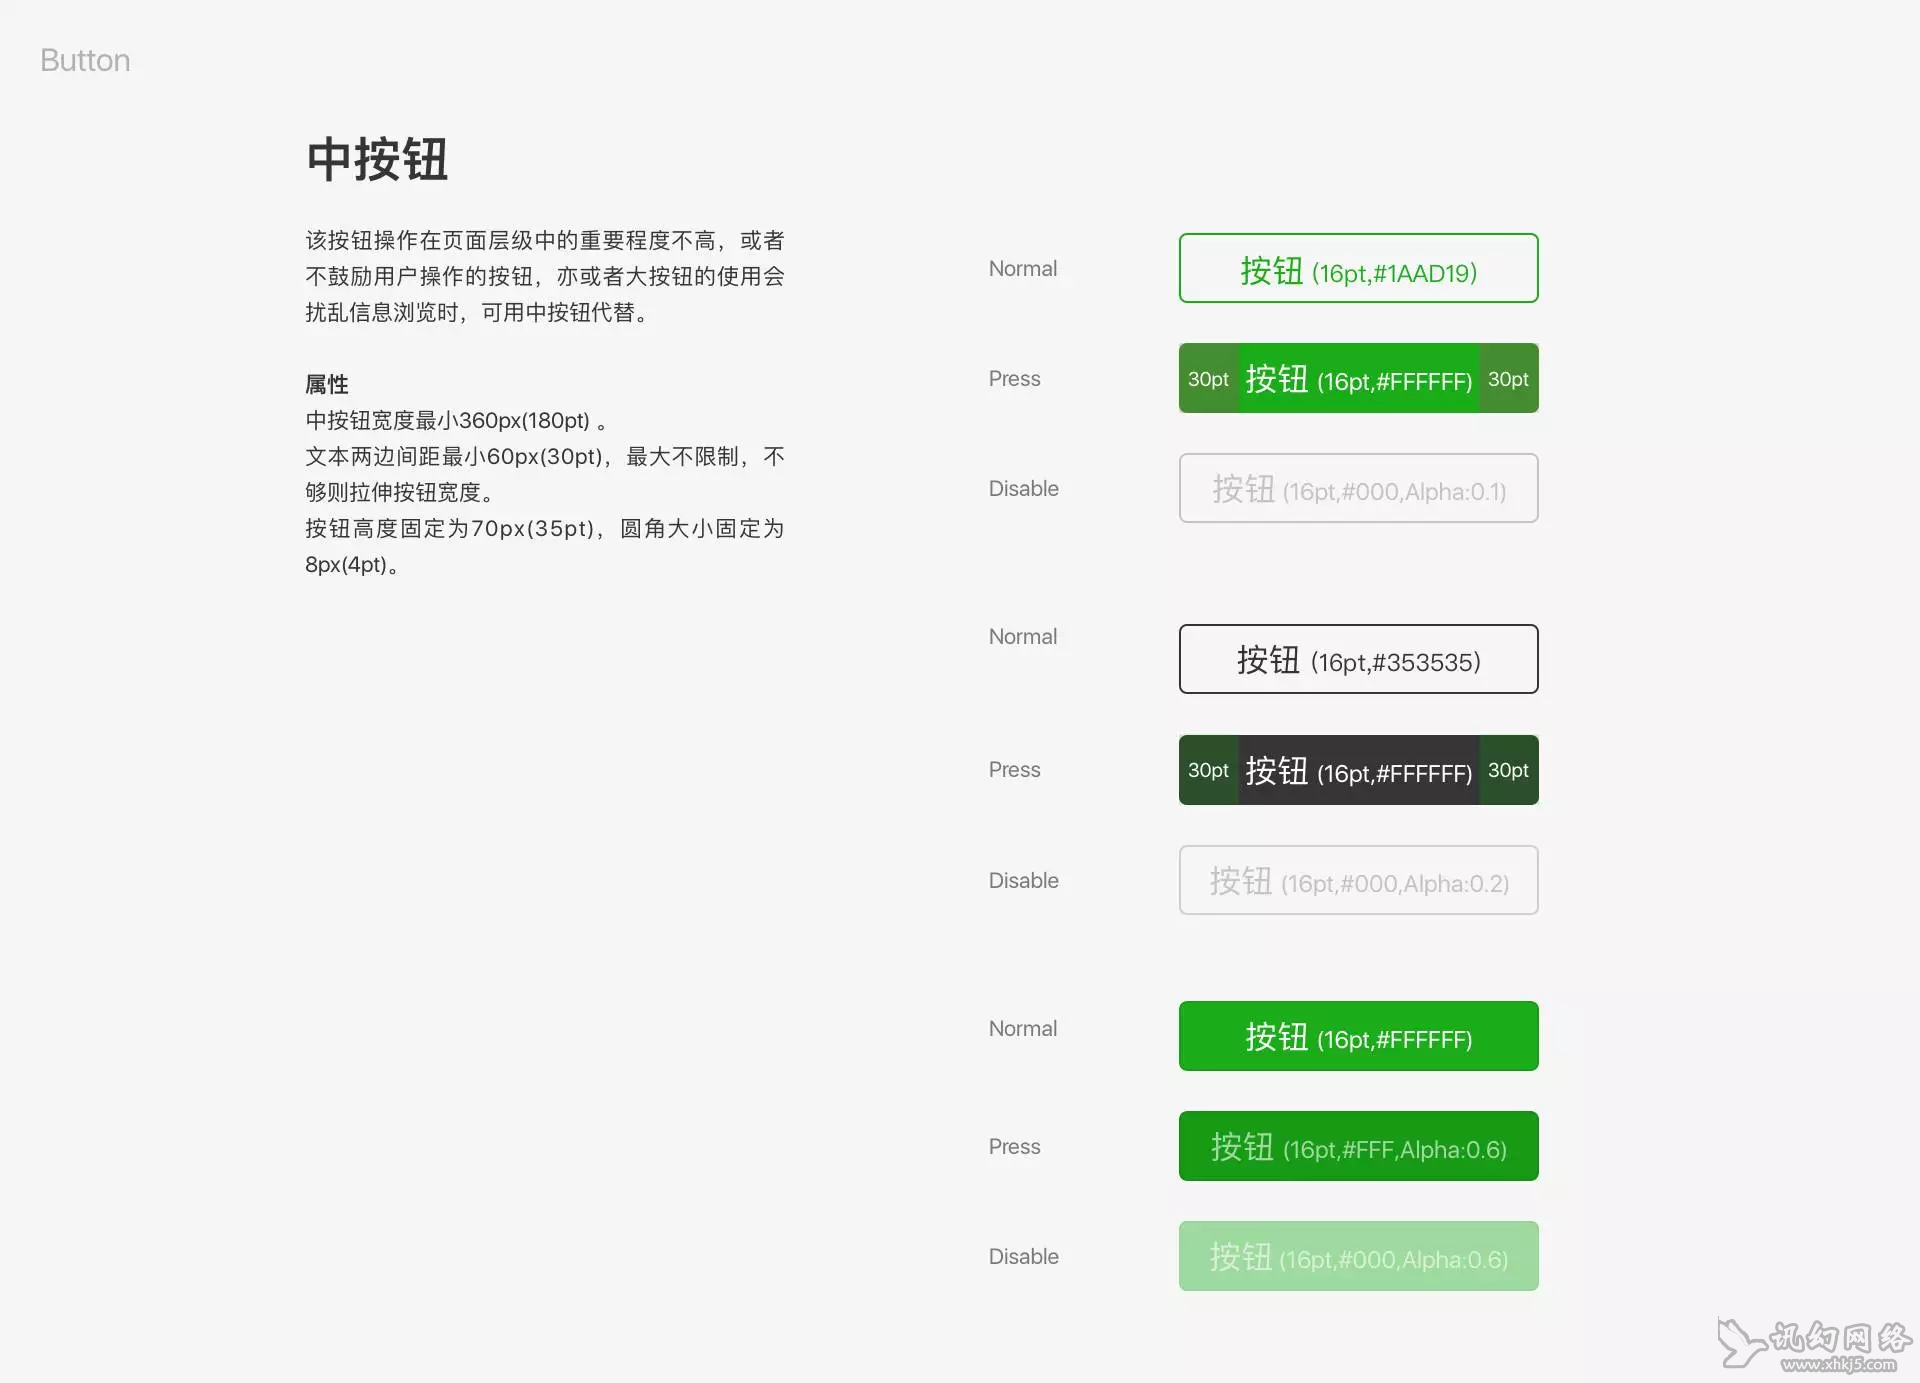 Button
中按钮
该按钮操作在页面层级中的重要程度不高，或者
不鼓励用户操作的按钮，亦或者大按钮的使用会
扰乱信息浏览时，可用中按钮代替。
属性
中按钮宽度最小360px(180pt) 。
文本两边间距最小60px(30pt)，最大不限制，不
够则拉伸按钮宽度。
按钮高度固定为70px(35pt)，圆角大小固定为
8px(4pt)。
Normal 按钮 (16pt,#1AAD19)
Press 30pt 按钮 (16pt,#FFFFFF) 30pt
Disable 按钮 (16pt,#000,Alpha:0.1)
Normal 按钮 (16pt,#353535)
Press 30pt 按钮 (16pt,#FFFFFF) 30pt
Disable 按钮 (16pt,#000,Alpha:0.2)
Normal 按钮 (16pt,#FFFFFF)
Press 按钮 (16pt,#FFF,Alpha:0.6)
Disable 按钮 (16pt,#000,Alpha:0.6)
讯幻网络
www.xhkj5.com